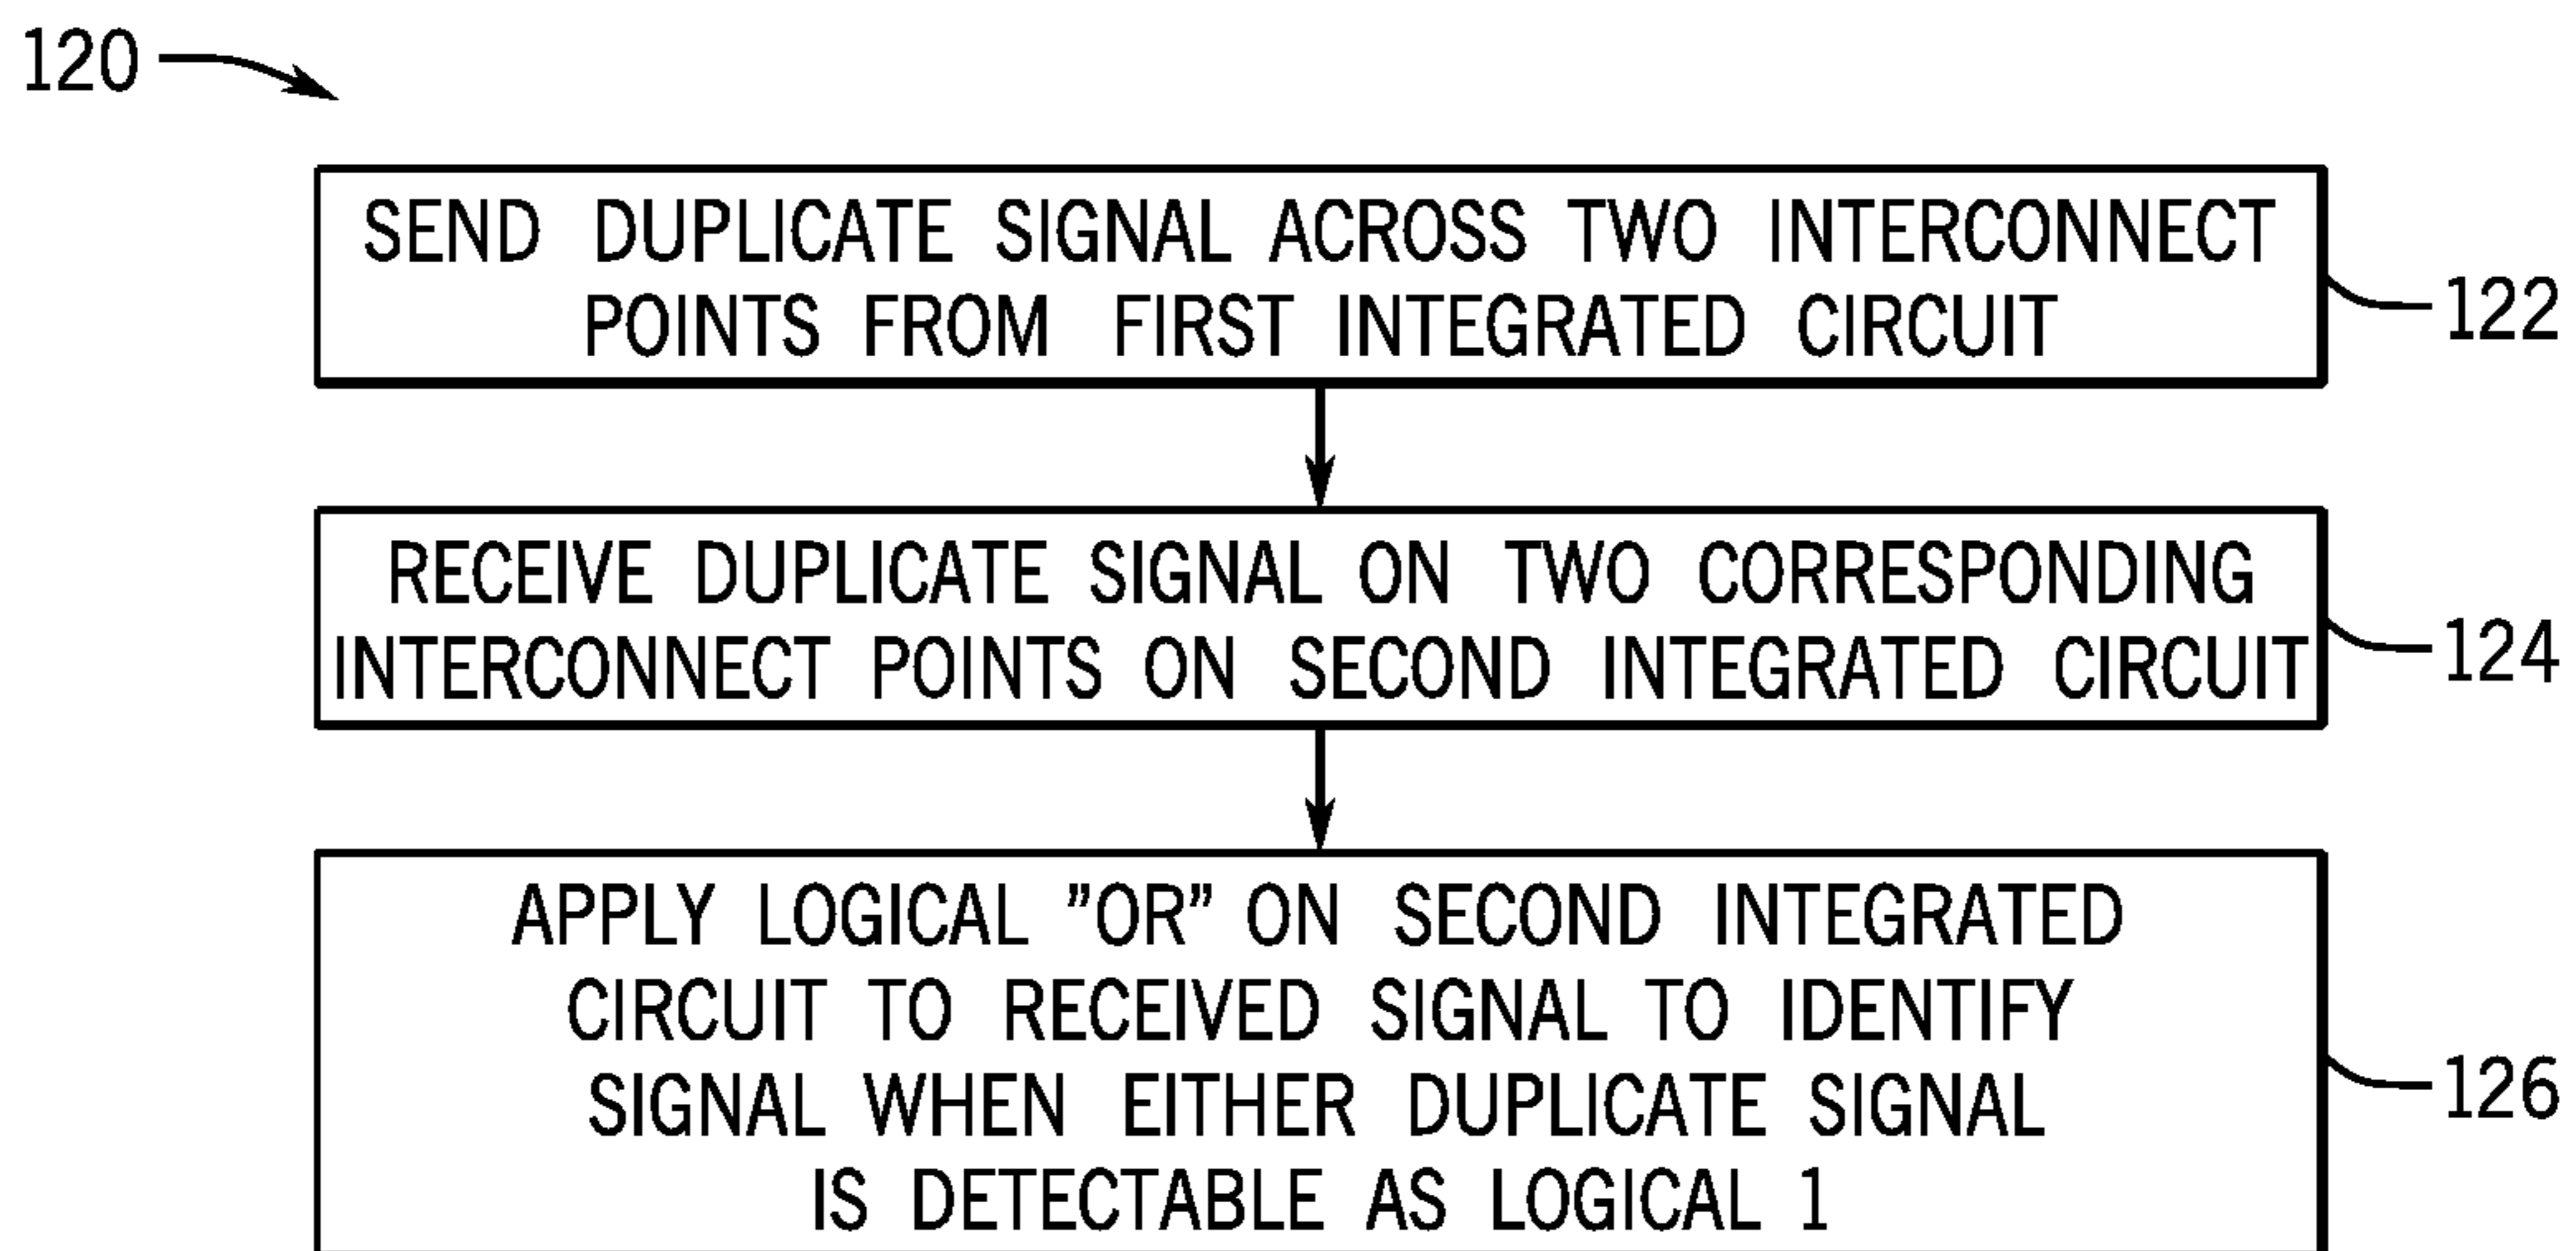 120
SEND DUPLICATE SIGNAL ACROSS TWO INTERCONNECT
POINTS FROM FIRST INTEGRATED CIRCUIT
122
RECEIVE DUPLICATE SIGNAL ON TWO CORRESPONDING
INTERCONNECT POINTS ON SECOND INTEGRATED CIRCUIT
124
APPLY LOGICAL ”OR” ON SECOND INTEGRATED
CIRCUIT TO RECEIVED SIGNAL TO IDENTIFY
SIGNAL WHEN EITHER DUPLICATE SIGNAL
IS DETECTABLE AS LOGICAL 1
126